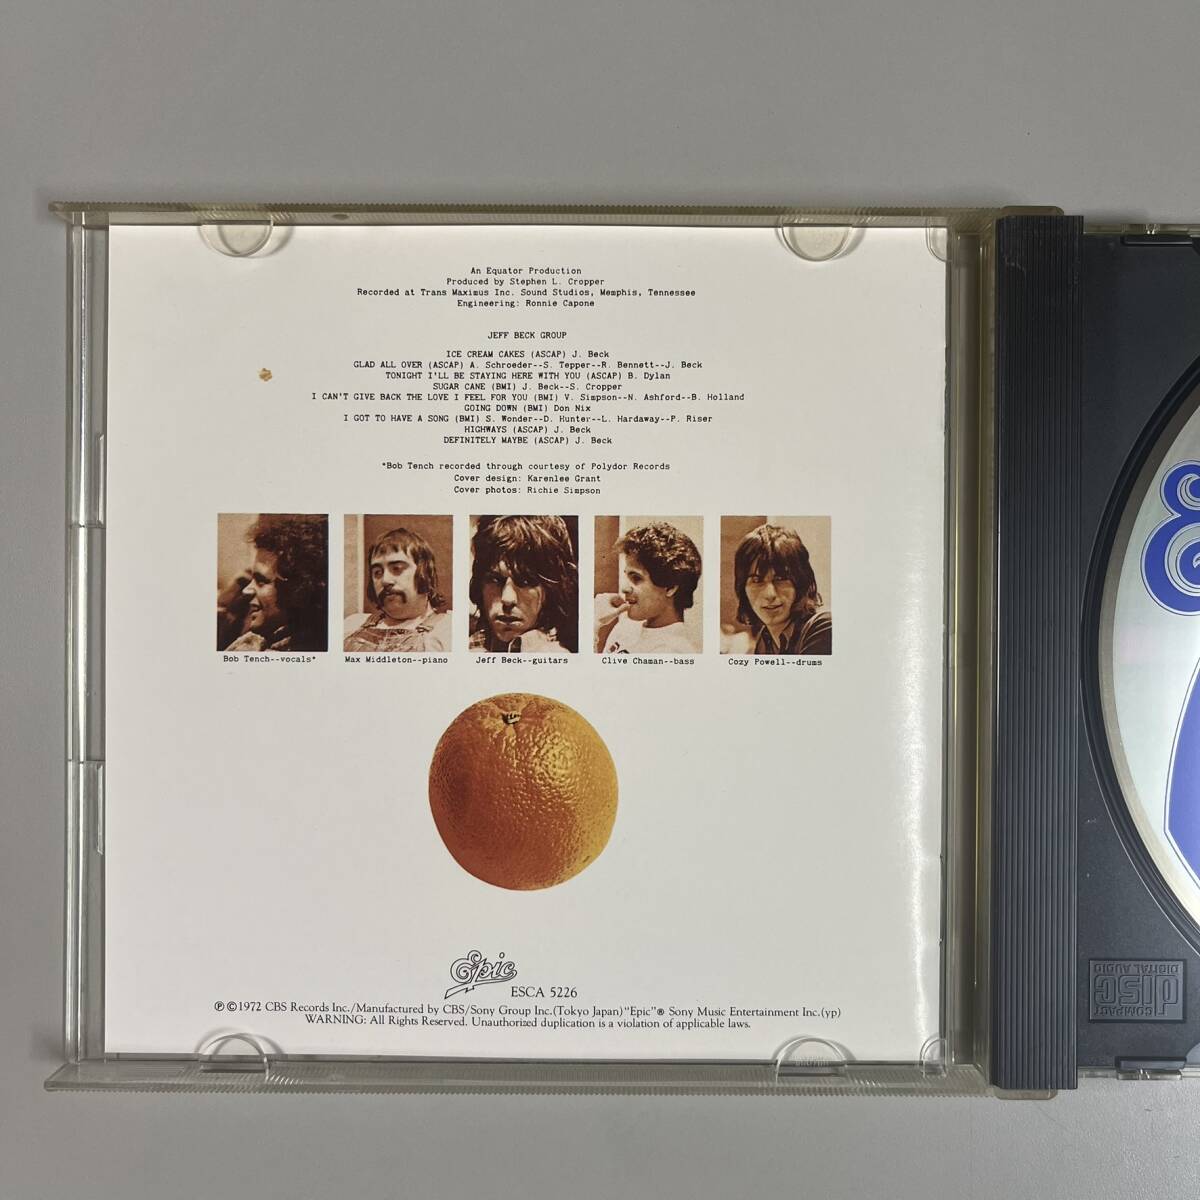 An Equator Production
Produced by Stephen L. Cropper
Recorded at Trans Maximus Inc. Sound Studios, Memphis, Tennessee
Engineering: Ronnie Capone
JEFF BECK GROUP
ICE CREAM CAKES (ASCAP) J. Beck
GLAD ALL OVER (ASCAP) A. Schroeder--S. Tepper--R. Bennett--J. Beck
TONIGHT I'LL BE STAYING HERE WITH YOU (ASCAP) B. Dylan
SUGAR CANE (BMI) J. Beck--S. Cropper
I CAN'T GIVE BACK THE LOVE I FEEL FOR YOU (BMI) V. Simpson--N. Ashford--B. Holland
GOING DOWN (BMI) Don Nix
I GOT TO HAVE A SONG (BMI) S. Wonder--D. Hunter--L. Hardaway--P. Riser
HIGHWAYS (ASCAP) J. Beck
DEFINITELY MAYBE (ASCAP) J. Beck
*Bob Tench recorded through courtesy of Polydor Records
Cover design: Karenlee Grant
Cover photos: Richie Simpson
Bob Tench--vocals*
Max Middleton--piano
Jeff Beck--guitars
Clive Chaman--bass
Cozy Powell--drums
Epic
ESCA 5226
℗©1972 CBS Records Inc./Manufactured by CBS/Sony Group Inc.(Tokyo Japan)"Epic"® Sony Music Entertainment Inc.(yp)
WARNING: All Rights Reserved. Unauthorized duplication is a violation of applicable laws.
COMPACT
disc
DIGITAL AUDIO